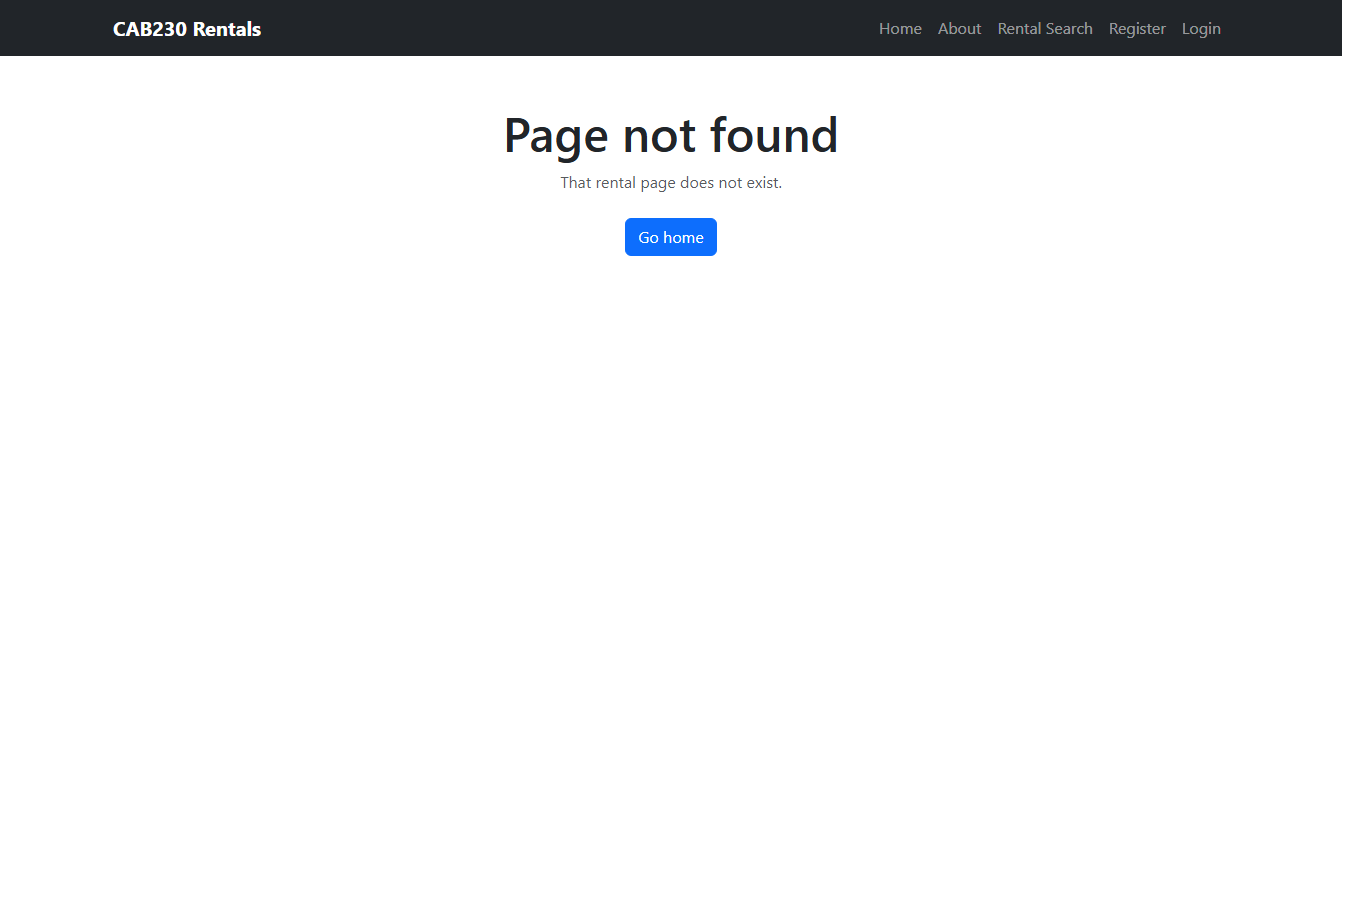 CAB230 Rentals Home About Rental Search Register Login
Page not found
That rental page does not exist.
Go home